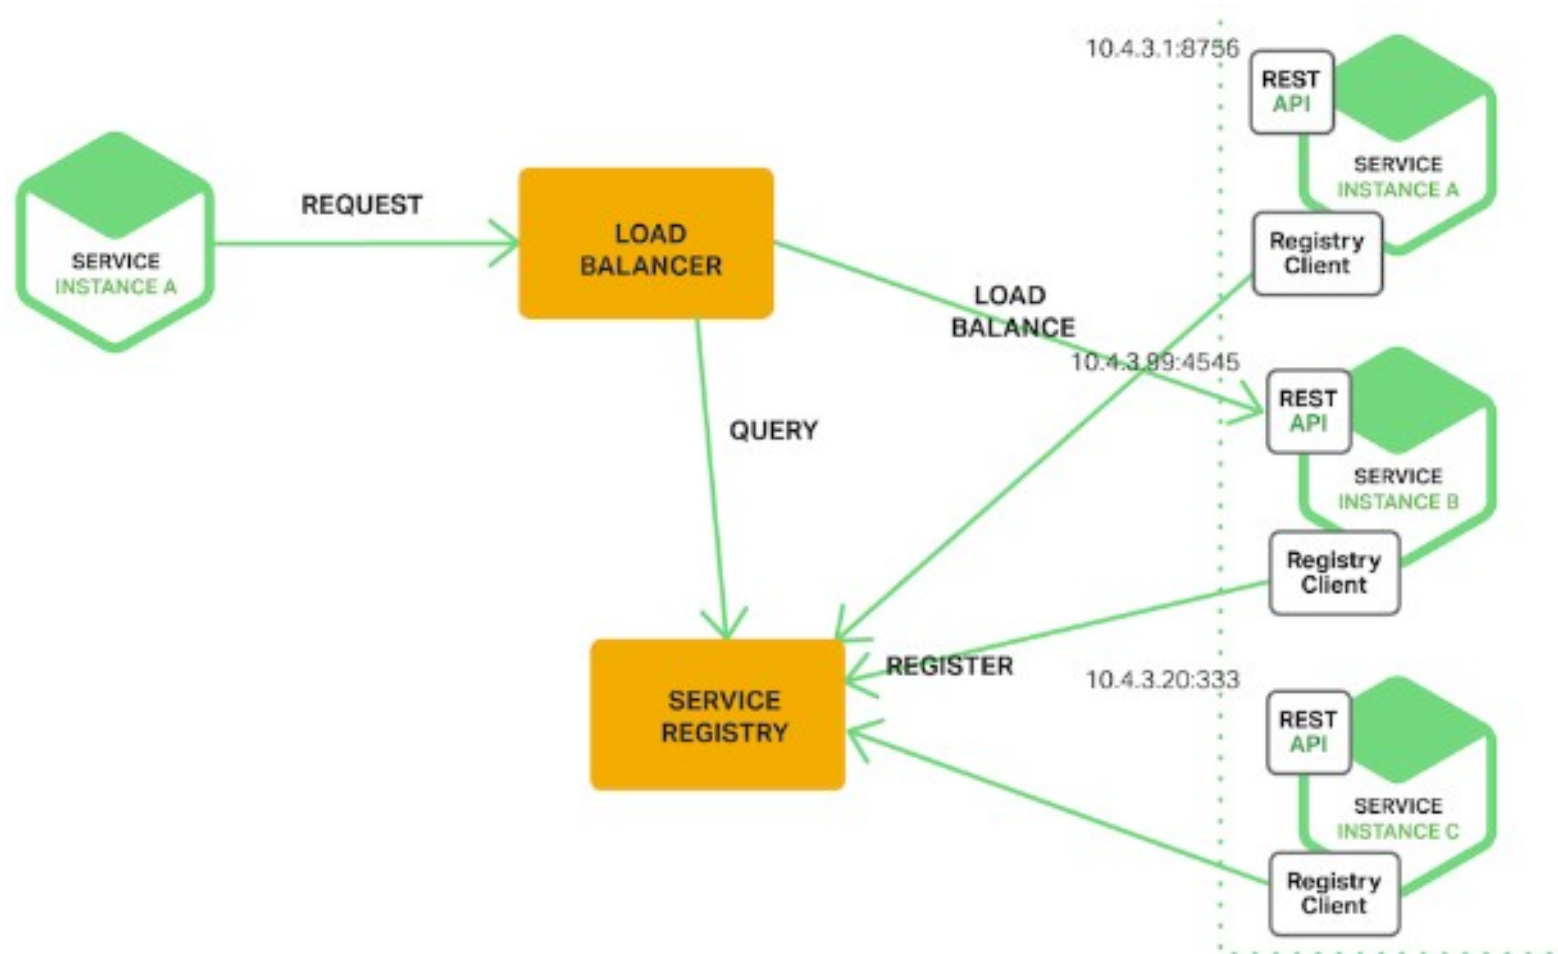 10.4.3.1:8756
REST
API
SERVICE
INSTANCE A
Registry
Client
SERVICE
INSTANCE A
REQUEST
LOAD
BALANCER
LOAD
BALANCE
10.4.3.99:4545
REST
API
SERVICE
INSTANCE B
Registry
Client
QUERY
SERVICE
REGISTRY
REGISTER
10.4.3.20:333
REST
API
SERVICE
INSTANCE C
Registry
Client